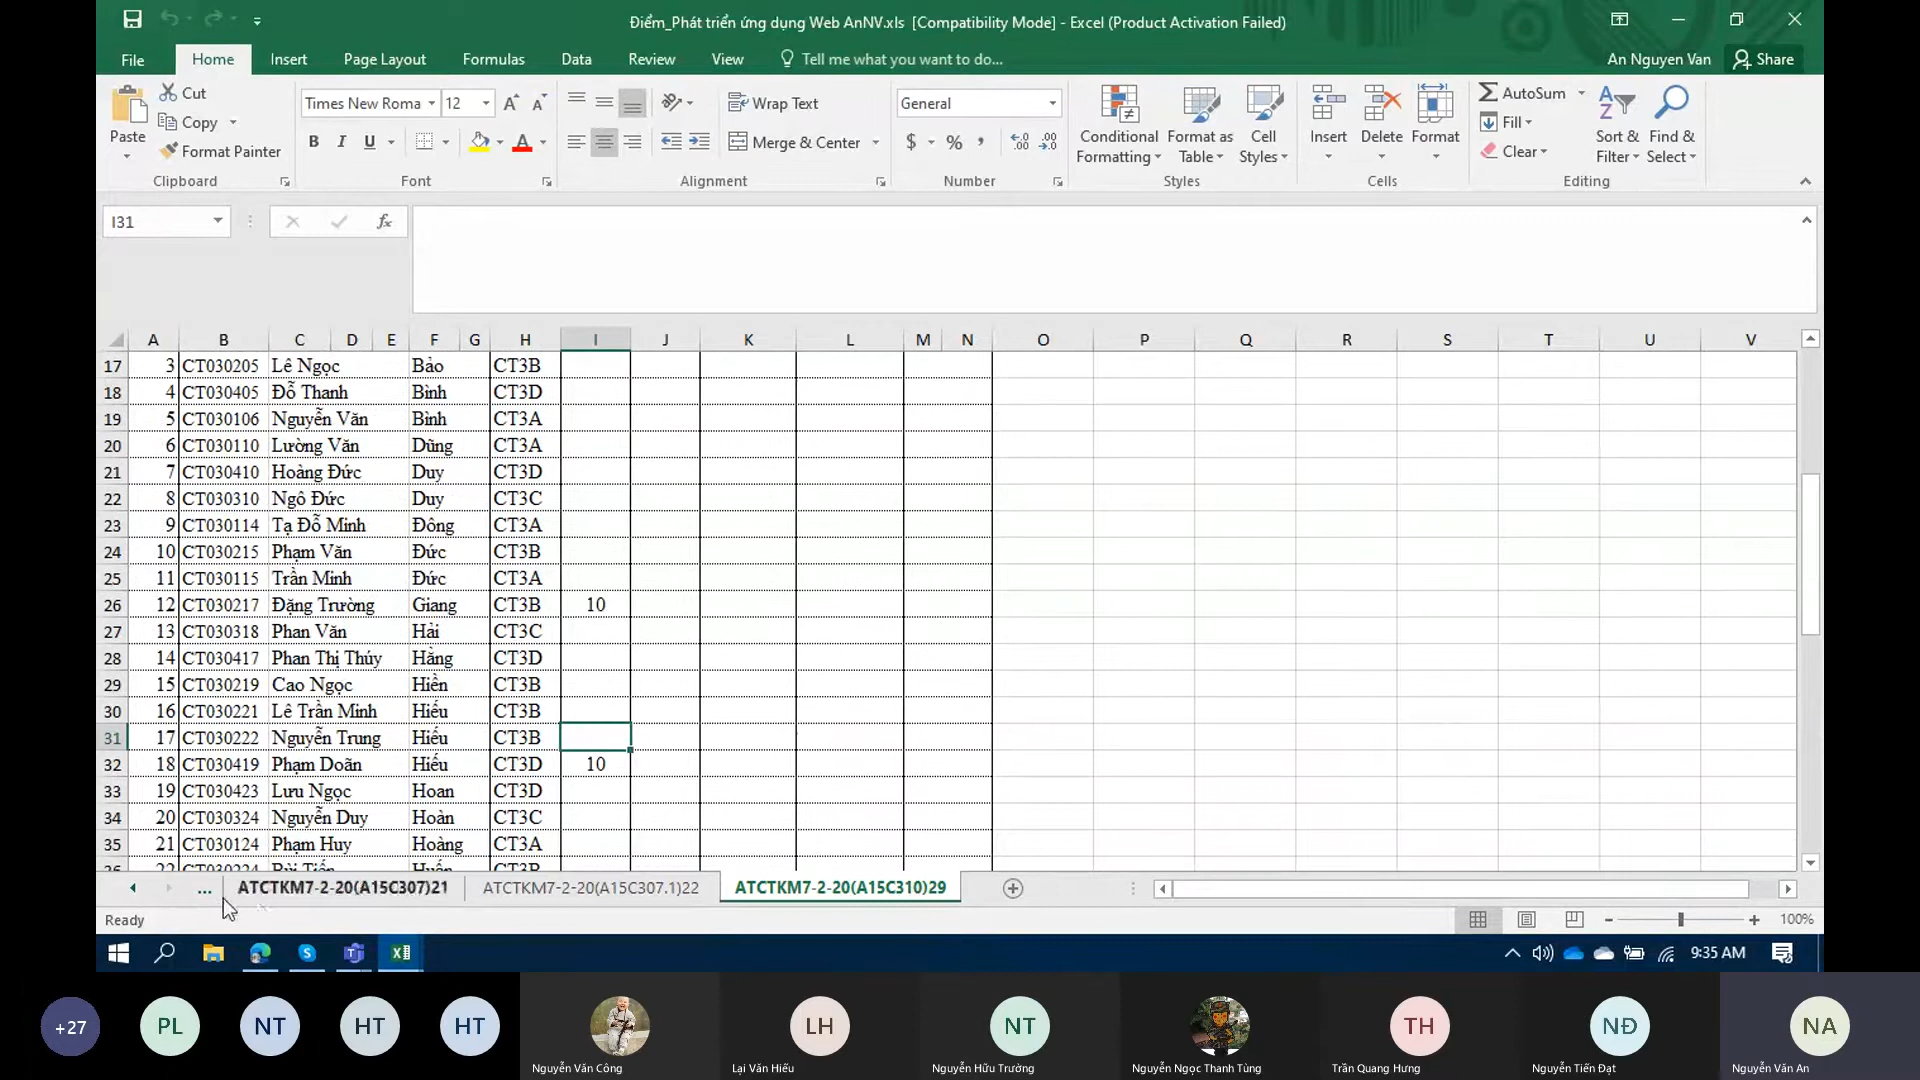 Điểm_Phát triển ứng dụng Web AnNV.xls [Compatibility Mode] - Excel (Product Activation Failed)
File Home Insert Page Layout Formulas Data Review View Tell me what you want to do... An Nguyen Van Share
Paste
Cut
Copy
Format Painter
Clipboard
Times New Roma 12
B I U
Font
Wrap Text
Merge & Center
Alignment
General
$ % ,
Number
Conditional Formatting
Format as Table
Cell Styles
Styles
Insert
Delete
Format
Cells
AutoSum
Fill
Clear
Sort & Filter
Find & Select
Editing
I31 fx
A B C D E F G H I J K L M N O P Q R S T U V
17 3 CT030205 Lê Ngọc Bảo CT3B
18 4 CT030405 Đỗ Thanh Bình CT3D
19 5 CT030106 Nguyễn Văn Bình CT3A
20 6 CT030110 Lường Văn Dũng CT3A
21 7 CT030410 Hoàng Đức Duy CT3D
22 8 CT030310 Ngô Đức Duy CT3C
23 9 CT030114 Tạ Đỗ Minh Đông CT3A
24 10 CT030215 Phạm Văn Đức CT3B
25 11 CT030115 Trần Minh Đức CT3A
26 12 CT030217 Đặng Trường Giang CT3B 10
27 13 CT030318 Phan Văn Hải CT3C
28 14 CT030417 Phan Thị Thúy Hằng CT3D
29 15 CT030219 Cao Ngọc Hiển CT3B
30 16 CT030221 Lê Trần Minh Hiếu CT3B
31 17 CT030222 Nguyễn Trung Hiếu CT3B
32 18 CT030419 Phạm Doãn Hiếu CT3D 10
33 19 CT030423 Lưu Ngọc Hoan CT3D
34 20 CT030324 Nguyễn Duy Hoàn CT3C
35 21 CT030124 Phạm Huy Hoàng CT3A
... ATCTKM7-2-20(A15C307)21 ATCTKM7-2-20(A15C307.1)22 ATCTKM7-2-20(A15C310)29
Ready 100%
9:35 AM
+27 PL NT HT HT LH NT TH NĐ NA
Nguyễn Văn Công Lại Văn Hiếu Nguyễn Hữu Trường Nguyễn Ngọc Thanh Tùng Trần Quang Hưng Nguyễn Tiến Đạt Nguyễn Văn An